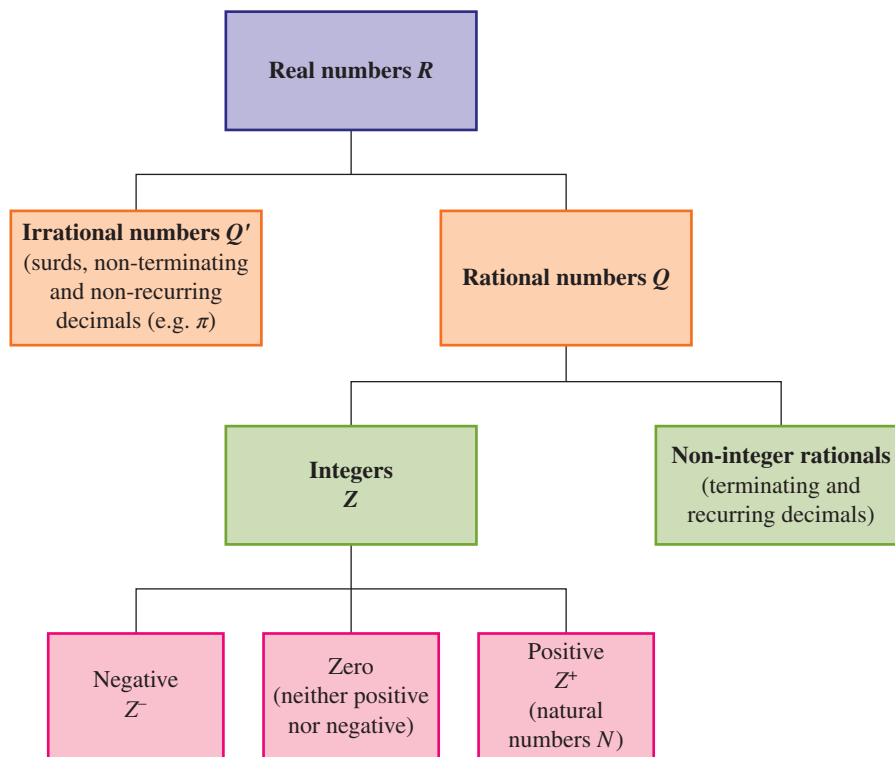 Real numbers R
Irrational numbers Q′
(surds, non-terminating
and non-recurring
decimals (e.g. π)
Rational numbers Q
Integers
Z
Non-integer rationals
(terminating and
recurring decimals)
Negative
Z⁻
Zero
(neither positive
nor negative)
Positive
Z⁺
(natural
numbers N)